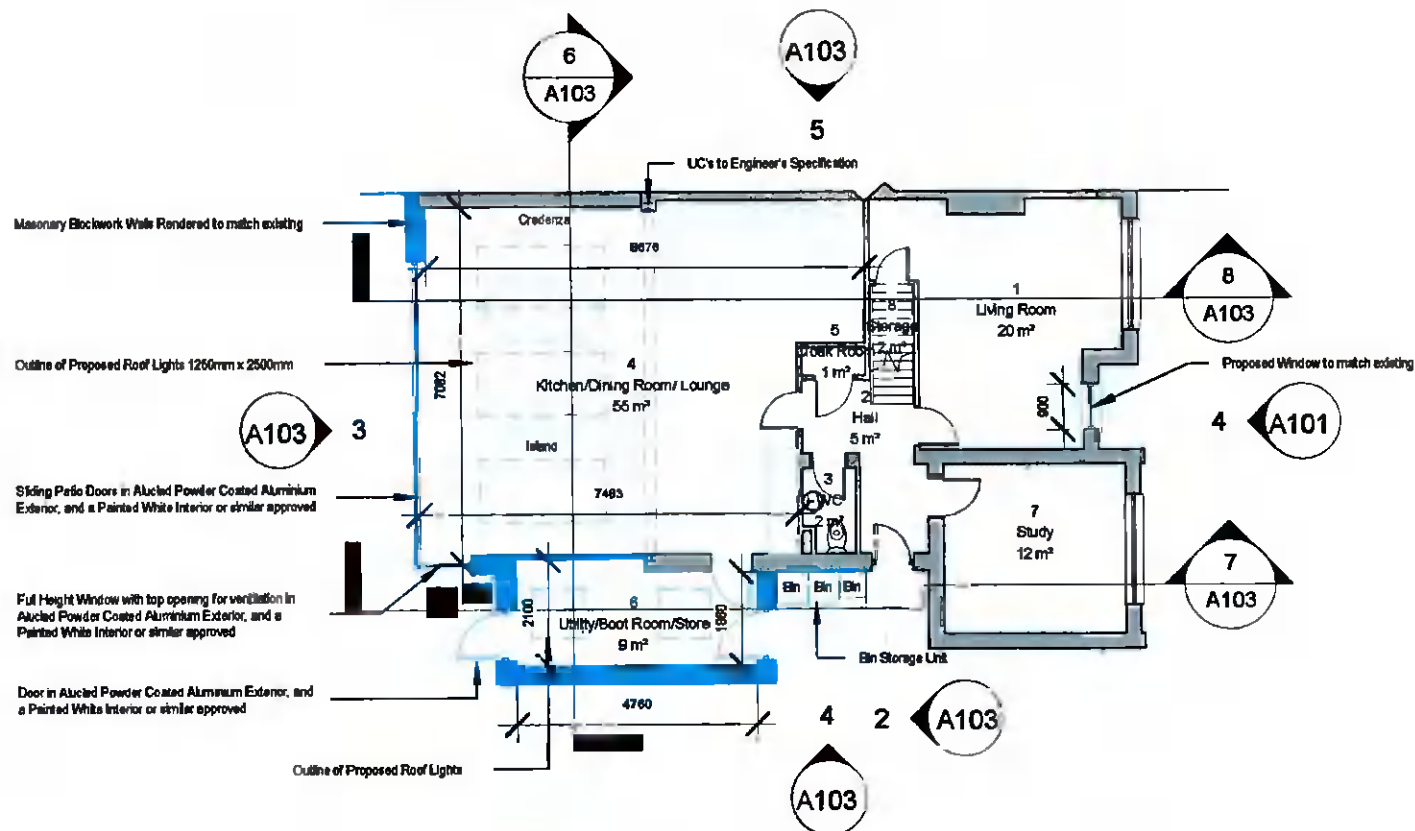 6
A103
A103
5
UC's to Engineer's Specification
Masonary Blockwork Walls Rendered to match existing
Credenza
8676
8
A103
1
Living Room
20 m²
8
Storage
2 m²
5
Cloak Room
1 m²
Outline of Proposed Roof Lights 1250mm x 2500mm
7082
4
Kitchen/Dining Room/ Lounge
55 m²
Proposed Window to match existing
900
2
Hall
5 m²
A103
3
4
A101
Island
Sliding Patio Doors in Aluclad Powder Coated Aluminium
Exterior, and a Painted White Interior or similar approved
7463
3
WC
2 m²
7
Study
12 m²
7
A103
Full Height Window with top opening for ventilation in
Aluclad Powder Coated Aluminium Exterior, and a
Painted White Interior or similar approved
2100
6
Utility/Boot Room/Store
9 m²
1860
Bin
Bin
Bin
Bin Storage Unit
Door in Aluclad Powder Coated Aluminium Exterior, and
a Painted White Interior or similar approved
4760
4
2
A103
Outline of Proposed Roof Lights
A103